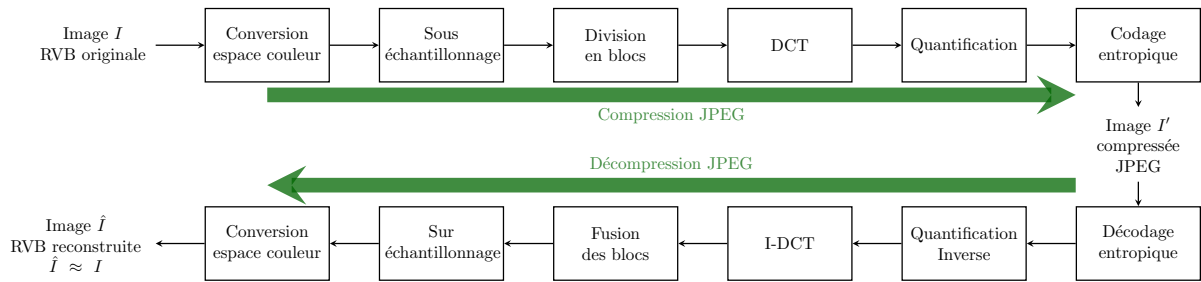 Image I
RVB originale
Conversion
espace couleur
Sous
échantillonnage
Division
en blocs
DCT
Quantification
Codage
entropique
Compression JPEG
Image I′
compressée
JPEG
Décompression JPEG
Image Î
RVB reconstruite
Î ≈ I
Conversion
espace couleur
Sur
échantillonnage
Fusion
des blocs
I-DCT
Quantification
Inverse
Décodage
entropique